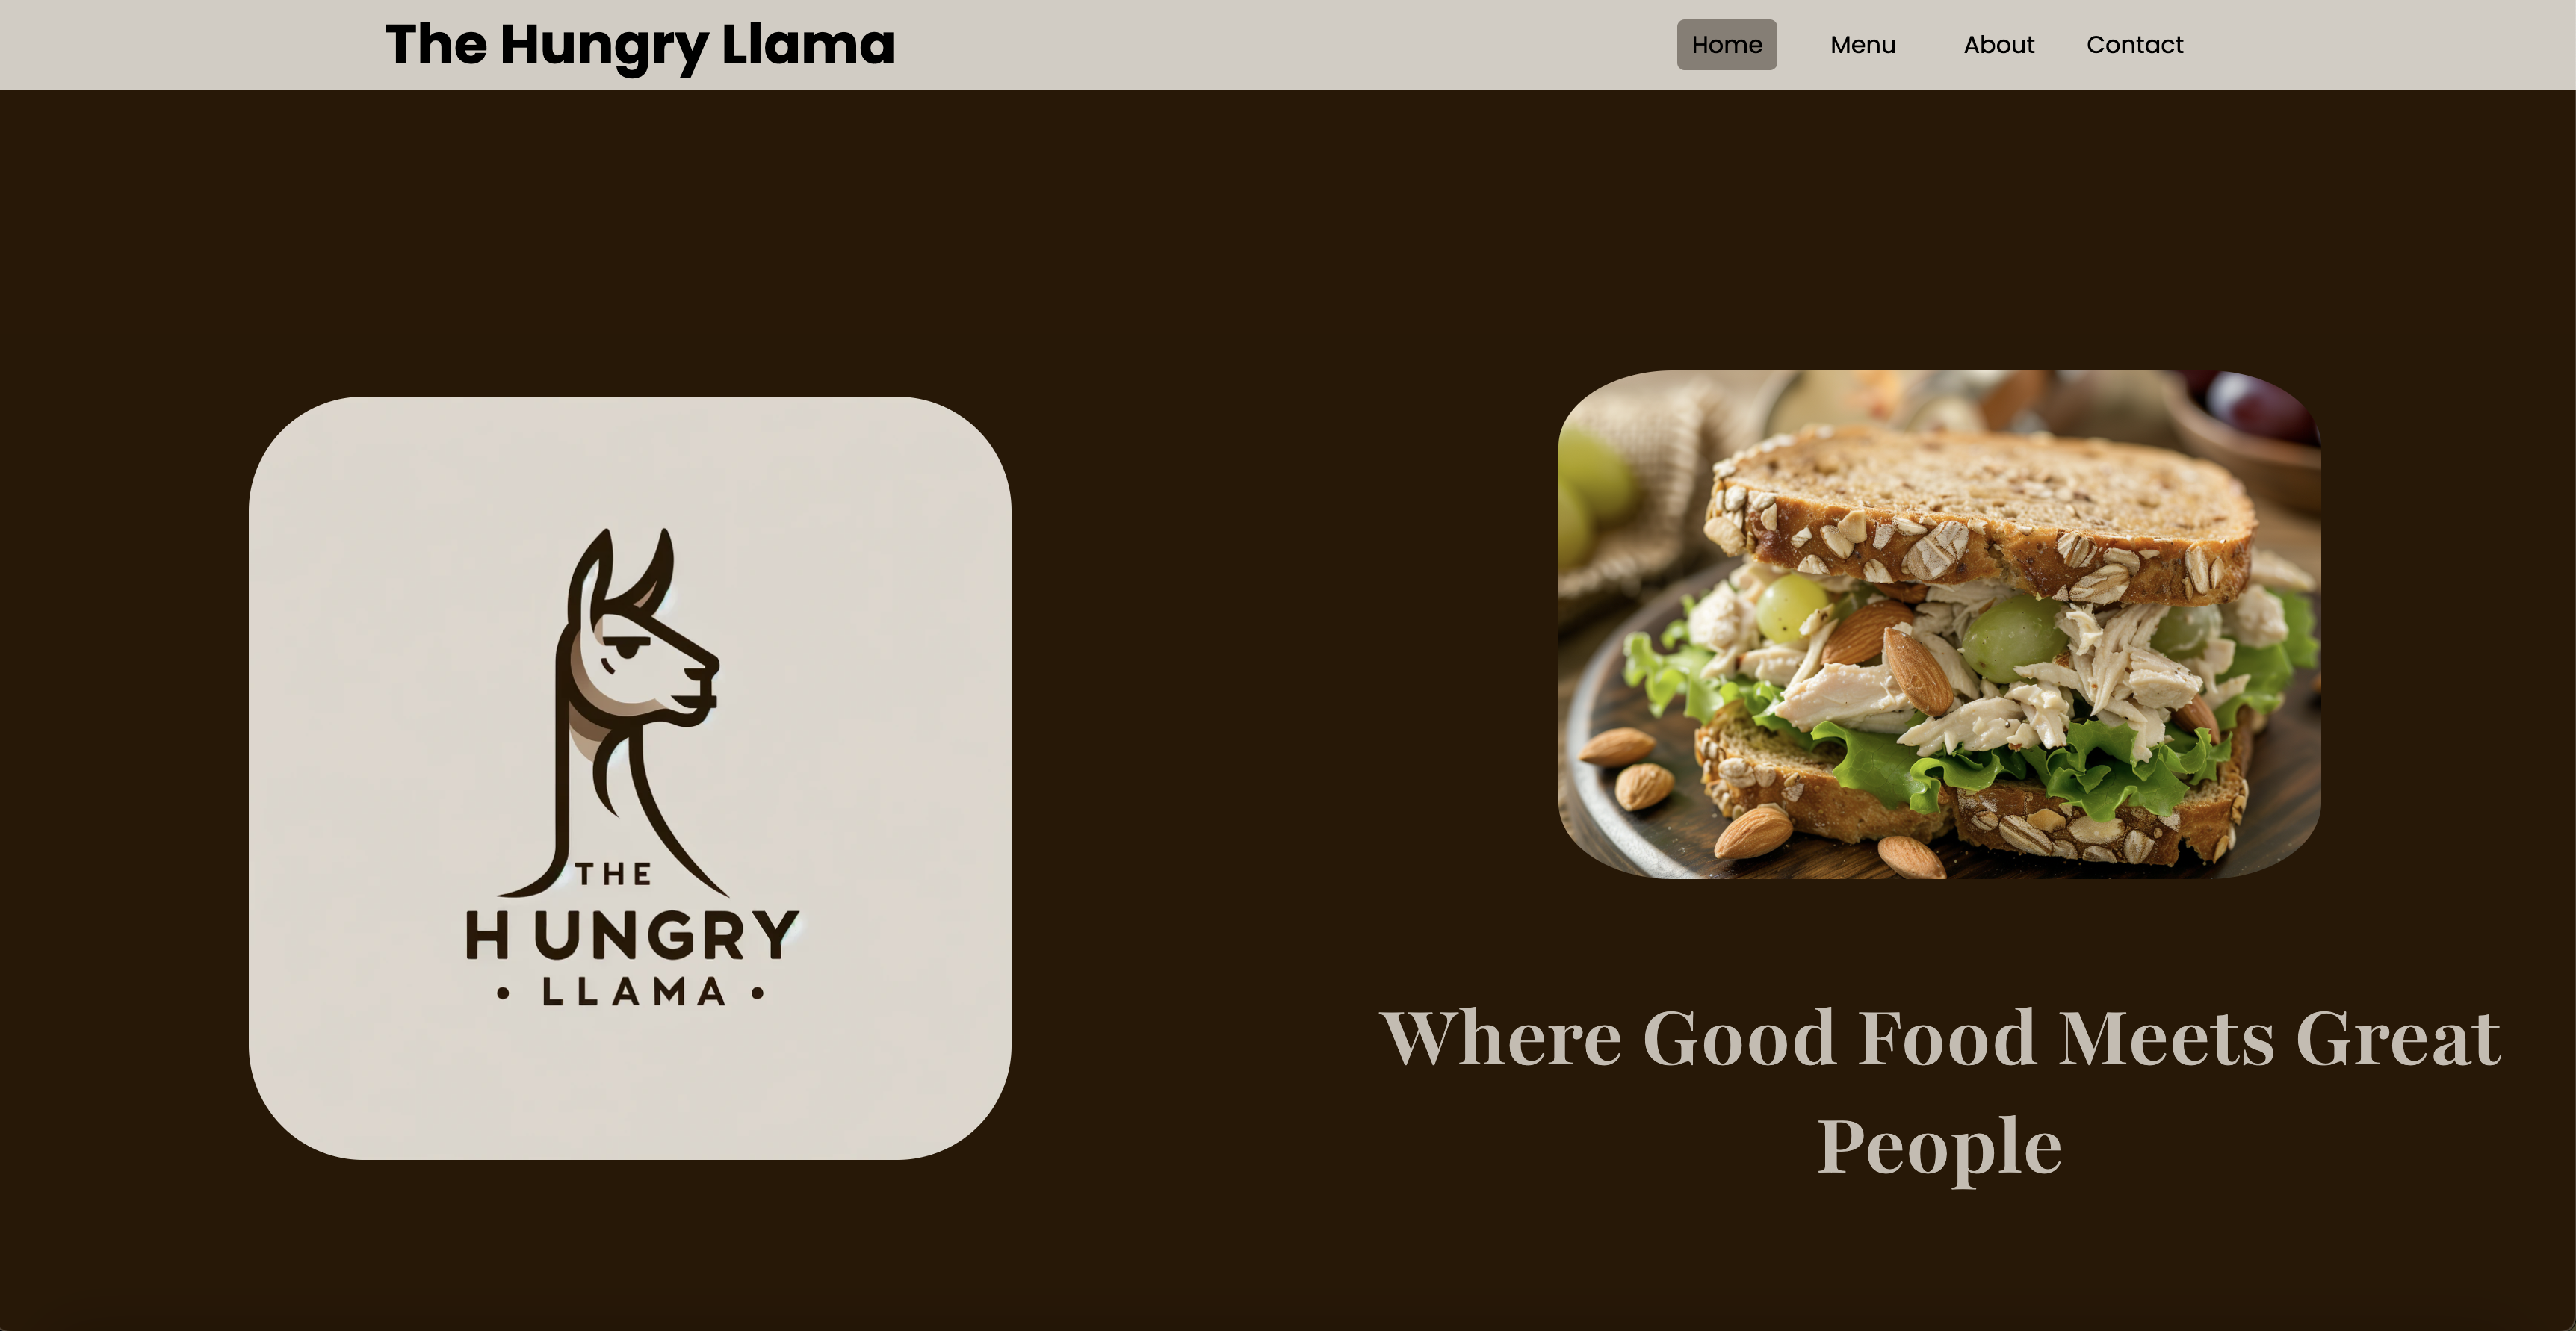 The Hungry Llama
Home Menu About Contact
THE
HUNGRY
• LLAMA •
Where Good Food Meets Great
People